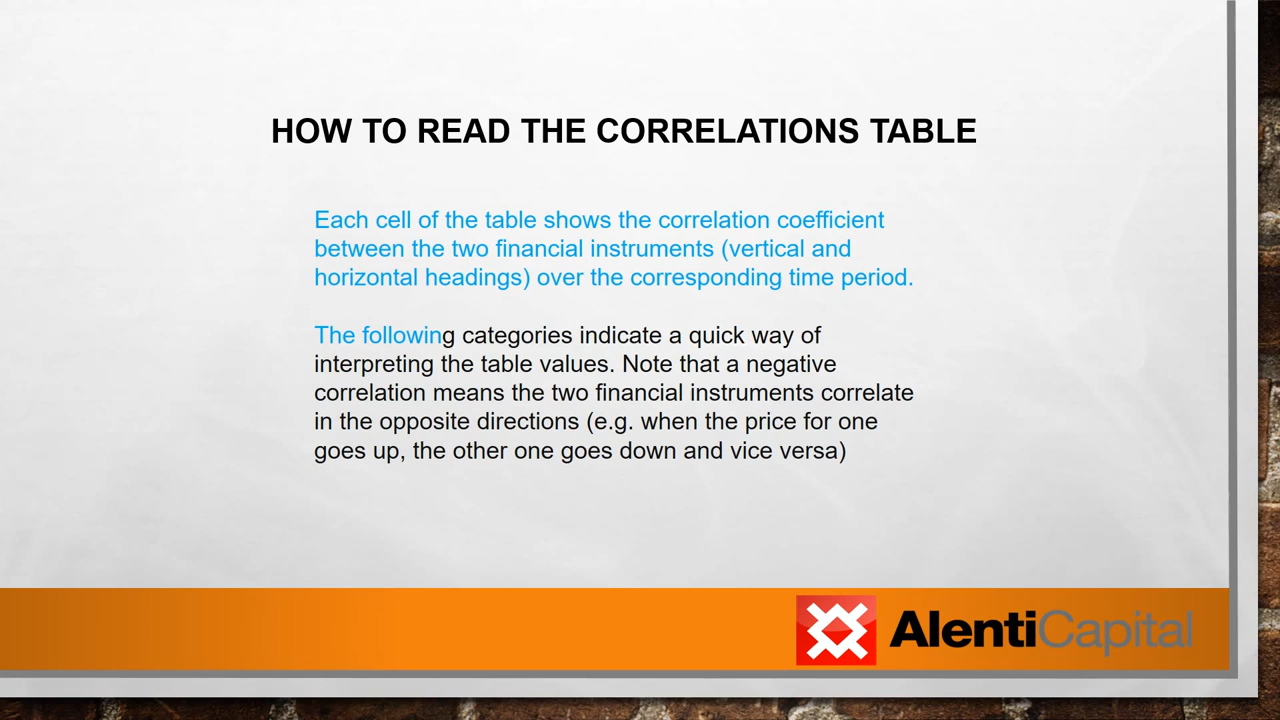 HOW TO READ THE CORRELATIONS TABLE
Each cell of the table shows the correlation coefficient
between the two financial instruments (vertical and
horizontal headings) over the corresponding time period.
The following categories indicate a quick way of
interpreting the table values. Note that a negative
correlation means the two financial instruments correlate
in the opposite directions (e.g. when the price for one
goes up, the other one goes down and vice versa)
AlentiCapital